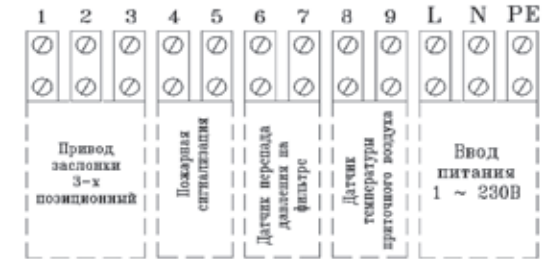 1 2 3 4 5 6 7 8 9 L N PE
Привод
заслонки
3-х
позиционный
Пожарная
сигнализация
Датчик перепада
давления на
фильтре
Датчик
температуры
приточного воздуха
Ввод
питания
1 ~ 230В